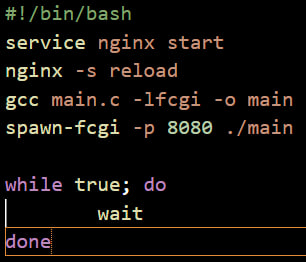 #!/bin/bash
service nginx start
nginx -s reload
gcc main.c -lfcgi -o main
spawn-fcgi -p 8080 ./main
while true; do
wait
done